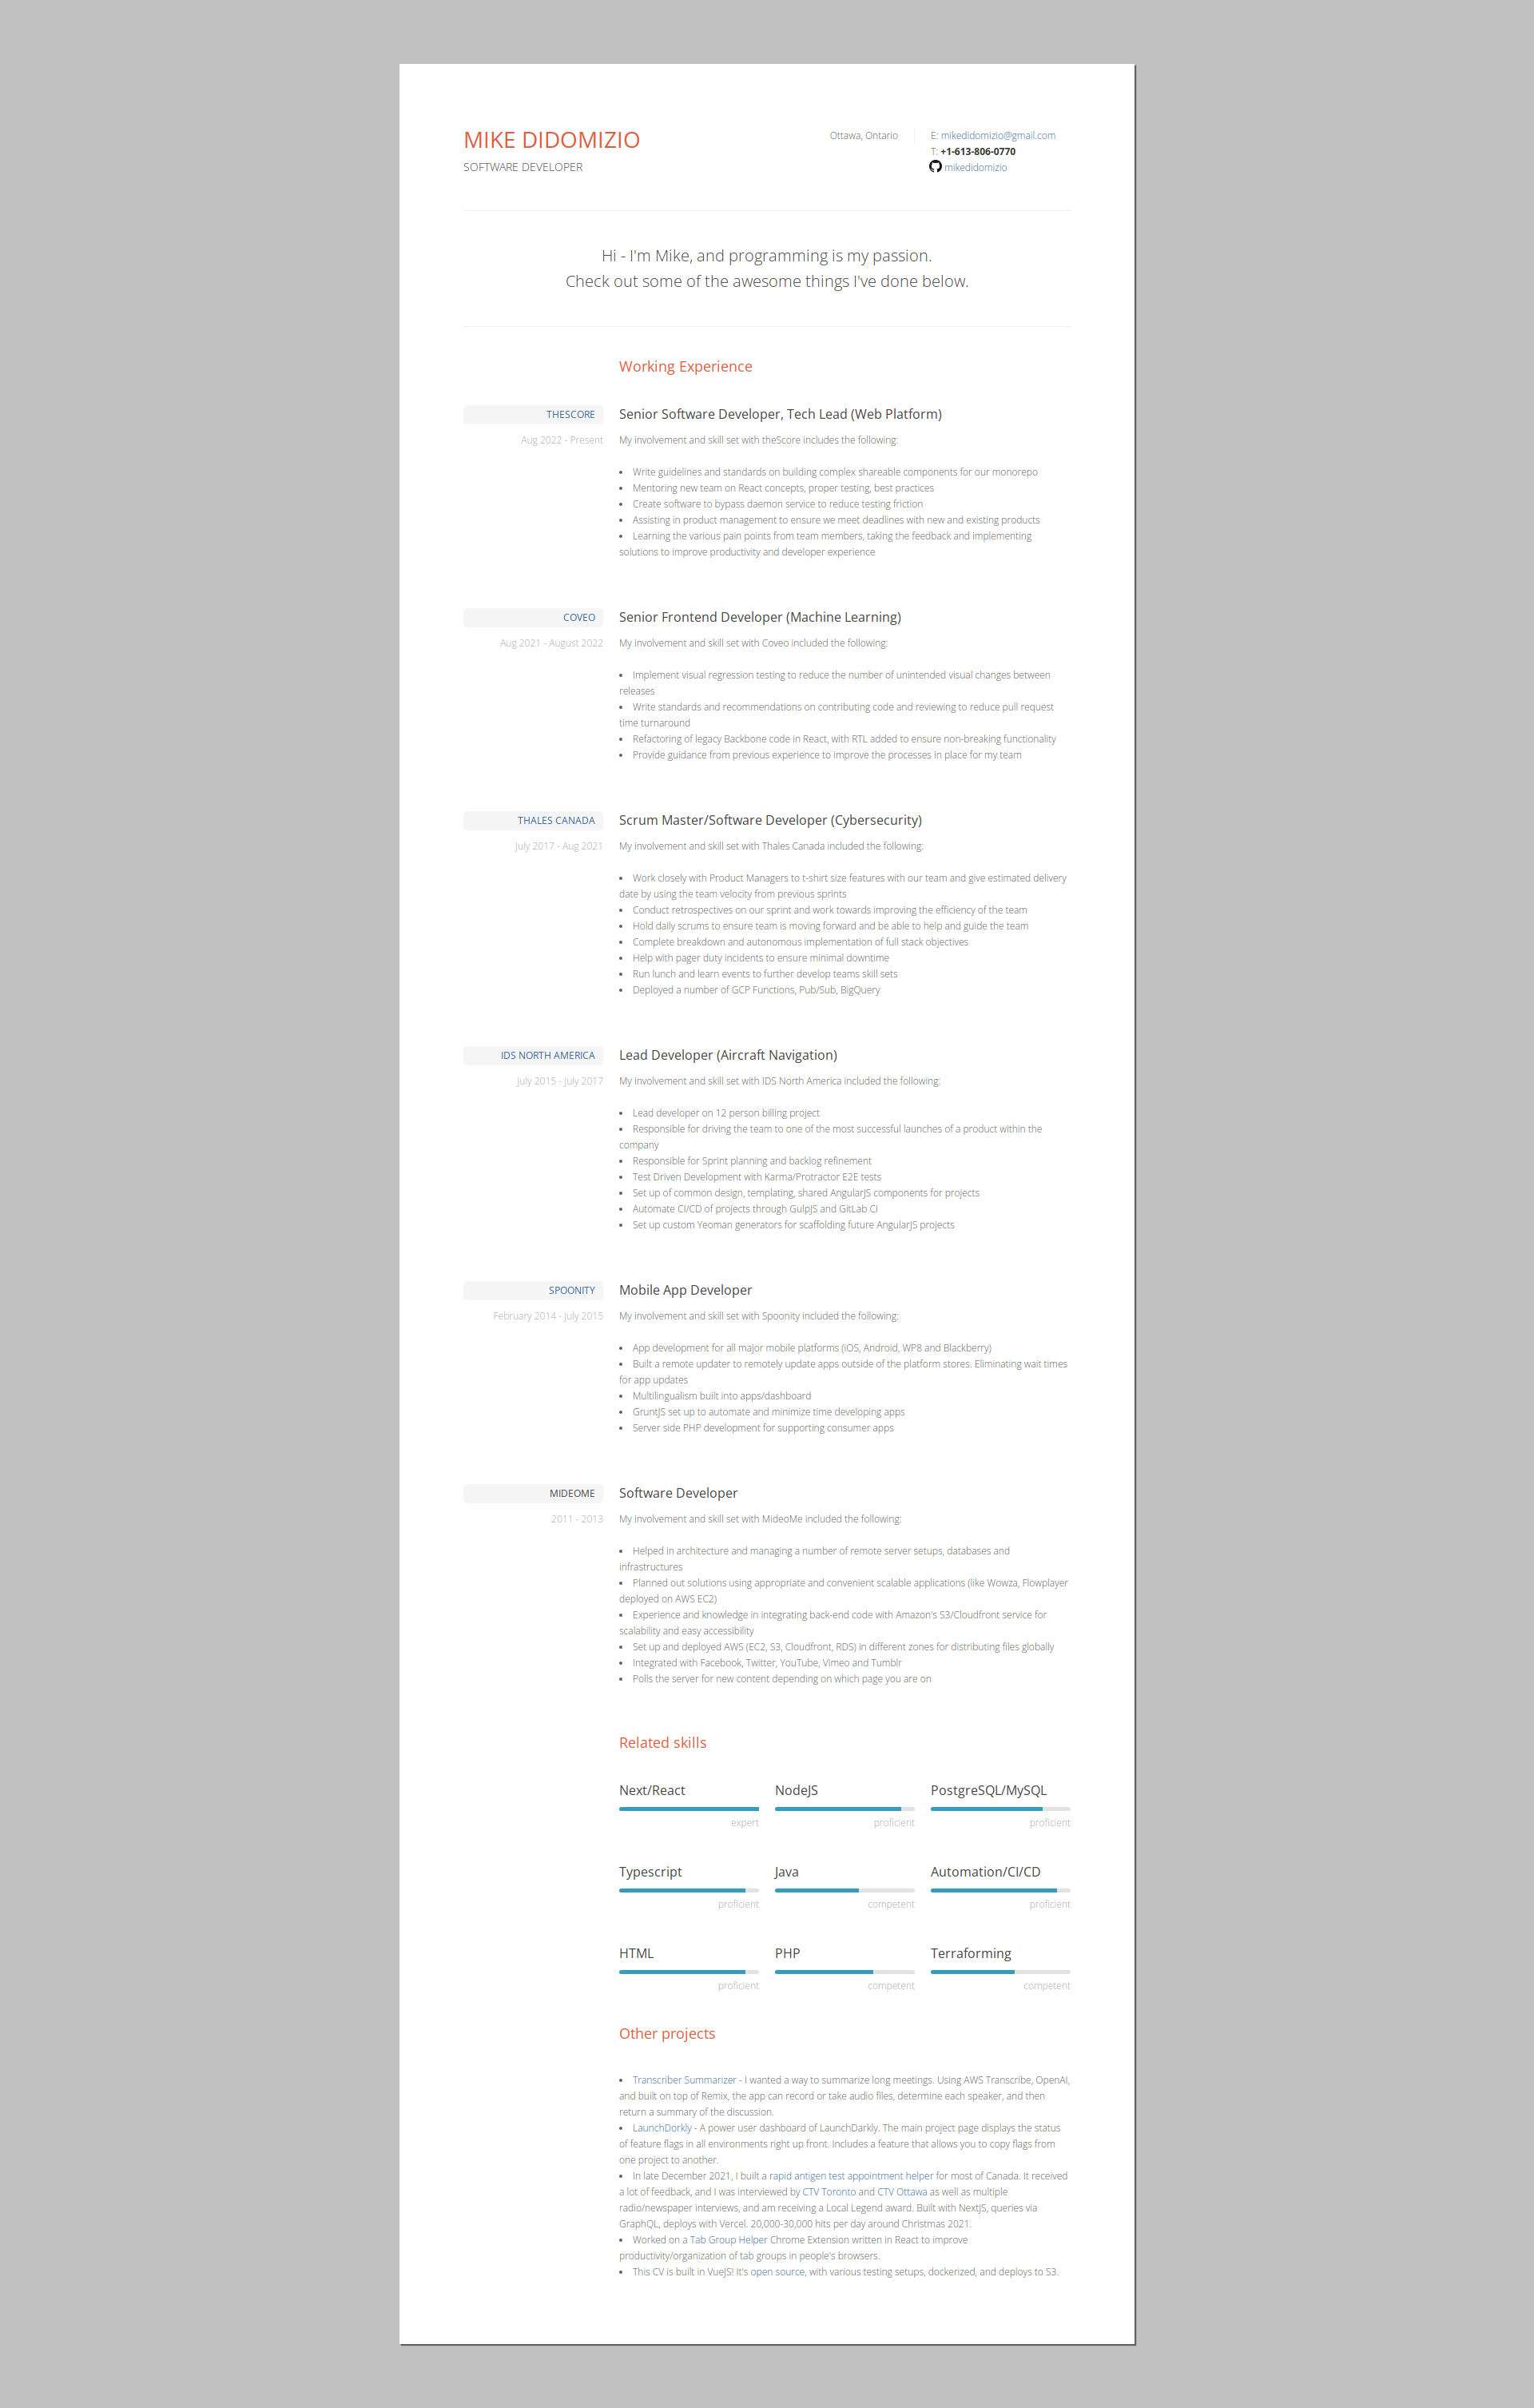 MIKE DIDOMIZIO
SOFTWARE DEVELOPER
Ottawa, Ontario
E: mikedidomizio@gmail.com
T: +1-613-806-0770
mikedidomizio
Hi - I'm Mike, and programming is my passion.
Check out some of the awesome things I've done below.
Working Experience
THESCORE
Aug 2022 - Present
Senior Software Developer, Tech Lead (Web Platform)
My involvement and skill set with theScore includes the following:
• Write guidelines and standards on building complex shareable components for our monorepo
• Mentoring new team on React concepts, proper testing, best practices
• Create software to bypass daemon service to reduce testing friction
• Assisting in product management to ensure we meet deadlines with new and existing products
• Learning the various pain points from team members, taking the feedback and implementing
solutions to improve productivity and developer experience
COVEO
Aug 2021 - August 2022
Senior Frontend Developer (Machine Learning)
My involvement and skill set with Coveo included the following:
• Implement visual regression testing to reduce the number of unintended visual changes between
releases
• Write standards and recommendations on contributing code and reviewing to reduce pull request
time turnaround
• Refactoring of legacy Backbone code in React, with RTL added to ensure non-breaking functionality
• Provide guidance from previous experience to improve the processes in place for my team
THALES CANADA
July 2017 - Aug 2021
Scrum Master/Software Developer (Cybersecurity)
My involvement and skill set with Thales Canada included the following:
• Work closely with Product Managers to t-shirt size features with our team and give estimated delivery
date by using the team velocity from previous sprints
• Conduct retrospectives on our sprint and work towards improving the efficiency of the team
• Hold daily scrums to ensure team is moving forward and be able to help and guide the team
• Complete breakdown and autonomous implementation of full stack objectives
• Help with pager duty incidents to ensure minimal downtime
• Run lunch and learn events to further develop teams skill sets
• Deployed a number of GCP Functions, Pub/Sub, BigQuery
IDS NORTH AMERICA
July 2015 - July 2017
Lead Developer (Aircraft Navigation)
My involvement and skill set with IDS North America included the following:
• Lead developer on 12 person billing project
• Responsible for driving the team to one of the most successful launches of a product within the
company
• Responsible for Sprint planning and backlog refinement
• Test Driven Development with Karma/Protractor E2E tests
• Set up of common design, templating, shared AngularJS components for projects
• Automate CI/CD of projects through GulpJS and GitLab CI
• Set up custom Yeoman generators for scaffolding future AngularJS projects
SPOONITY
February 2014 - July 2015
Mobile App Developer
My involvement and skill set with Spoonity included the following:
• App development for all major mobile platforms (iOS, Android, WP8 and Blackberry)
• Built a remote updater to remotely update apps outside of the platform stores. Eliminating wait times
for app updates
• Multilingualism built into apps/dashboard
• GruntJS set up to automate and minimize time developing apps
• Server side PHP development for supporting consumer apps
MIDEOME
2011 - 2013
Software Developer
My involvement and skill set with MideoMe included the following:
• Helped in architecture and managing a number of remote server setups, databases and
infrastructures
• Planned out solutions using appropriate and convenient scalable applications (like Wowza, Flowplayer
deployed on AWS EC2)
• Experience and knowledge in integrating back-end code with Amazon's S3/Cloudfront service for
scalability and easy accessibility
• Set up and deployed AWS (EC2, S3, Cloudfront, RDS) in different zones for distributing files globally
• Integrated with Facebook, Twitter, YouTube, Vimeo and Tumblr
• Polls the server for new content depending on which page you are on
Related skills
Next/React NodeJS PostgreSQL/MySQL
expert proficient proficient
Typescript Java Automation/CI/CD
proficient competent proficient
HTML PHP Terraforming
proficient competent competent
Other projects
• Transcriber Summarizer - I wanted a way to summarize long meetings. Using AWS Transcribe, OpenAI,
and built on top of Remix, the app can record or take audio files, determine each speaker, and then
return a summary of the discussion.
• LaunchDorkly - A power user dashboard of LaunchDarkly. The main project page displays the status
of feature flags in all environments right up front. Includes a feature that allows you to copy flags from
one project to another.
• In late December 2021, I built a rapid antigen test appointment helper for most of Canada. It received
a lot of feedback, and I was interviewed by CTV Toronto and CTV Ottawa as well as multiple
radio/newspaper interviews, and am receiving a Local Legend award. Built with NextJS, queries via
GraphQL, deploys with Vercel. 20,000-30,000 hits per day around Christmas 2021.
• Worked on a Tab Group Helper Chrome Extension written in React to improve
productivity/organization of tab groups in people's browsers.
• This CV is built in VueJS! It's open source, with various testing setups, dockerized, and deploys to S3.